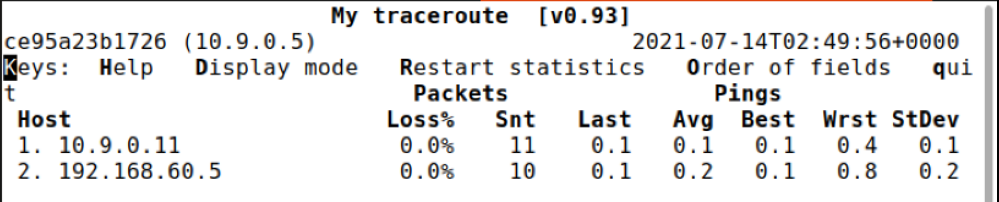 My traceroute [v0.93]
ce95a23b1726 (10.9.0.5) 2021-07-14T02:49:56+0000
Keys: Help Display mode Restart statistics Order of fields qui
t Packets Pings
Host Loss% Snt Last Avg Best Wrst StDev
1. 10.9.0.11 0.0% 11 0.1 0.1 0.1 0.4 0.1
2. 192.168.60.5 0.0% 10 0.1 0.2 0.1 0.8 0.2